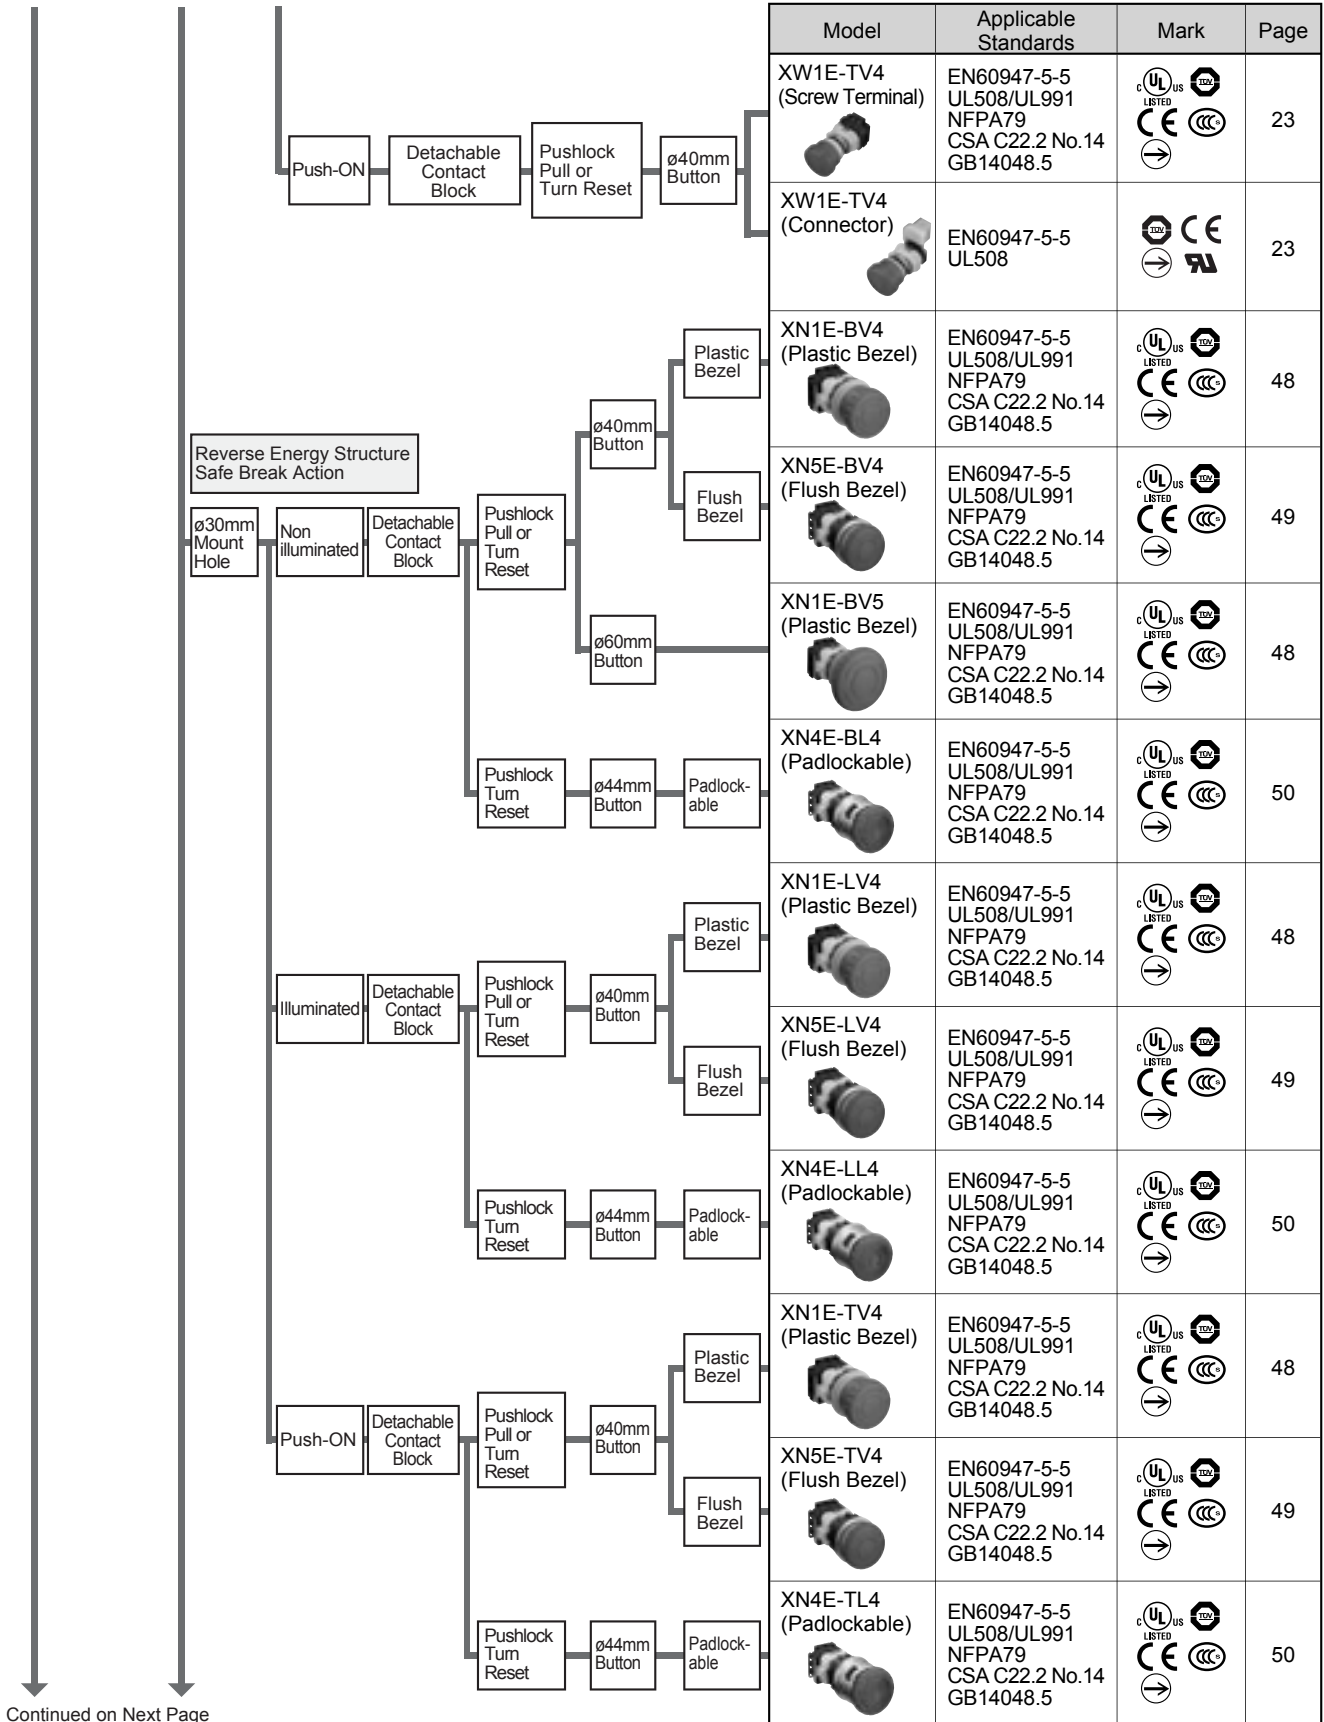 Model
Applicable
Standards
Mark
Page
Push-ON
Detachable
Contact
Block
Pushlock
Pull or
Turn Reset
ø40mm
Button
XW1E-TV4
(Screw Terminal)
EN60947-5-5
UL508/UL991
NFPA79
CSA C22.2 No.14
GB14048.5
23
XW1E-TV4
(Connector)
EN60947-5-5
UL508
23
Reverse Energy Structure
Safe Break Action
ø30mm
Mount
Hole
Non
illuminated
Detachable
Contact
Block
Pushlock
Pull or
Turn
Reset
ø40mm
Button
Plastic
Bezel
XN1E-BV4
(Plastic Bezel)
EN60947-5-5
UL508/UL991
NFPA79
CSA C22.2 No.14
GB14048.5
48
Flush
Bezel
XN5E-BV4
(Flush Bezel)
EN60947-5-5
UL508/UL991
NFPA79
CSA C22.2 No.14
GB14048.5
49
ø60mm
Button
XN1E-BV5
(Plastic Bezel)
EN60947-5-5
UL508/UL991
NFPA79
CSA C22.2 No.14
GB14048.5
48
Pushlock
Turn
Reset
ø44mm
Button
Padlock-
able
XN4E-BL4
(Padlockable)
EN60947-5-5
UL508/UL991
NFPA79
CSA C22.2 No.14
GB14048.5
50
Illuminated
Detachable
Contact
Block
Pushlock
Pull or
Turn
Reset
ø40mm
Button
Plastic
Bezel
XN1E-LV4
(Plastic Bezel)
EN60947-5-5
UL508/UL991
NFPA79
CSA C22.2 No.14
GB14048.5
48
Flush
Bezel
XN5E-LV4
(Flush Bezel)
EN60947-5-5
UL508/UL991
NFPA79
CSA C22.2 No.14
GB14048.5
49
Pushlock
Turn
Reset
ø44mm
Button
Padlock-
able
XN4E-LL4
(Padlockable)
EN60947-5-5
UL508/UL991
NFPA79
CSA C22.2 No.14
GB14048.5
50
Push-ON
Detachable
Contact
Block
Pushlock
Pull or
Turn
Reset
ø40mm
Button
Plastic
Bezel
XN1E-TV4
(Plastic Bezel)
EN60947-5-5
UL508/UL991
NFPA79
CSA C22.2 No.14
GB14048.5
48
Flush
Bezel
XN5E-TV4
(Flush Bezel)
EN60947-5-5
UL508/UL991
NFPA79
CSA C22.2 No.14
GB14048.5
49
Pushlock
Turn
Reset
ø44mm
Button
Padlock-
able
XN4E-TL4
(Padlockable)
EN60947-5-5
UL508/UL991
NFPA79
CSA C22.2 No.14
GB14048.5
50
Continued on Next Page